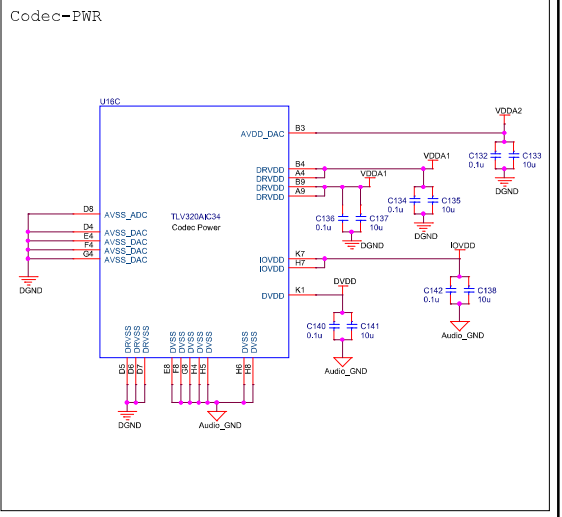 Codec-PWR
U16C
VDDA2
AVDD_DAC
B3
C132
0.1u
C133
10u
DGND
DRVDD
B4
VDDA1
DRVDD
A4
DRVDD
B9
VDDA1
DRVDD
A9
C134
0.1u
C135
10u
DGND
C136
0.1u
C137
10u
DGND
D8
AVSS_ADC
TLV320AIC34
Codec Power
D4
AVSS_DAC
E4
AVSS_DAC
F4
AVSS_DAC
G4
AVSS_DAC
DGND
IOVDD
K7
IOVDD
H7
IOVDD
C142
0.1u
C138
10u
Audio_GND
DVDD
K1
DVDD
C140
0.1u
C141
10u
Audio_GND
DRVSS
DRVSS
DRVSS
DVSS
DVSS
DVSS
DVSS
DVSS
DVSS
DVSS
D5
D6
D7
E8
F8
G8
H4
H5
H6
H8
DGND
Audio_GND